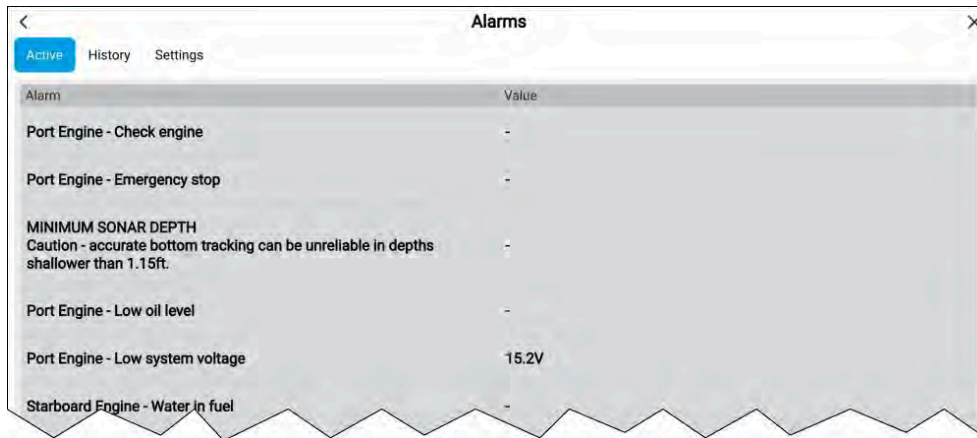 Alarms
Active History Settings
Alarm Value
Port Engine - Check engine -
Port Engine - Emergency stop -
MINIMUM SONAR DEPTH
Caution - accurate bottom tracking can be unreliable in depths -
shallower than 1.15ft.
Port Engine - Low oil level -
Port Engine - Low system voltage 15.2V
Starboard Engine - Water in fuel -